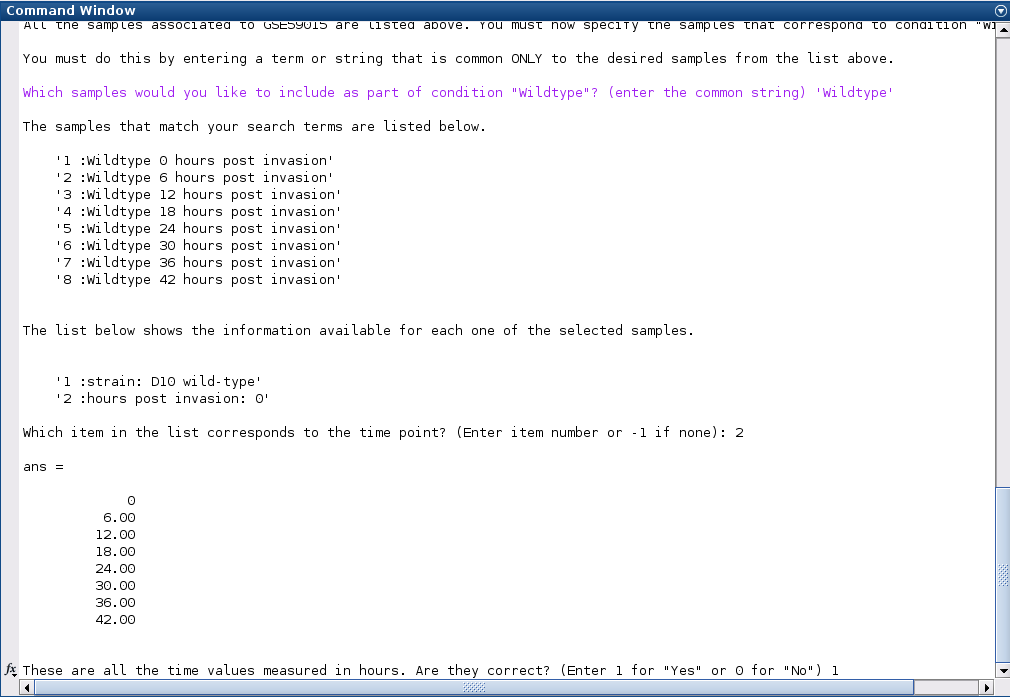 Command Window
All the samples associated to GSE59015 are listed above. You must now specify the samples that correspond to condition "Wi
You must do this by entering a term or string that is common ONLY to the desired samples from the list above.
Which samples would you like to include as part of condition "Wildtype"? (enter the common string) 'Wildtype'
The samples that match your search terms are listed below.
'1 :Wildtype 0 hours post invasion'
'2 :Wildtype 6 hours post invasion'
'3 :Wildtype 12 hours post invasion'
'4 :Wildtype 18 hours post invasion'
'5 :Wildtype 24 hours post invasion'
'6 :Wildtype 30 hours post invasion'
'7 :Wildtype 36 hours post invasion'
'8 :Wildtype 42 hours post invasion'
The list below shows the information available for each one of the selected samples.
'1 :strain: D10 wild-type'
'2 :hours post invasion: 0'
Which item in the list corresponds to the time point? (Enter item number or -1 if none): 2
ans =
0
6.00
12.00
18.00
24.00
30.00
36.00
42.00
fx These are all the time values measured in hours. Are they correct? (Enter 1 for "Yes" or 0 for "No") 1